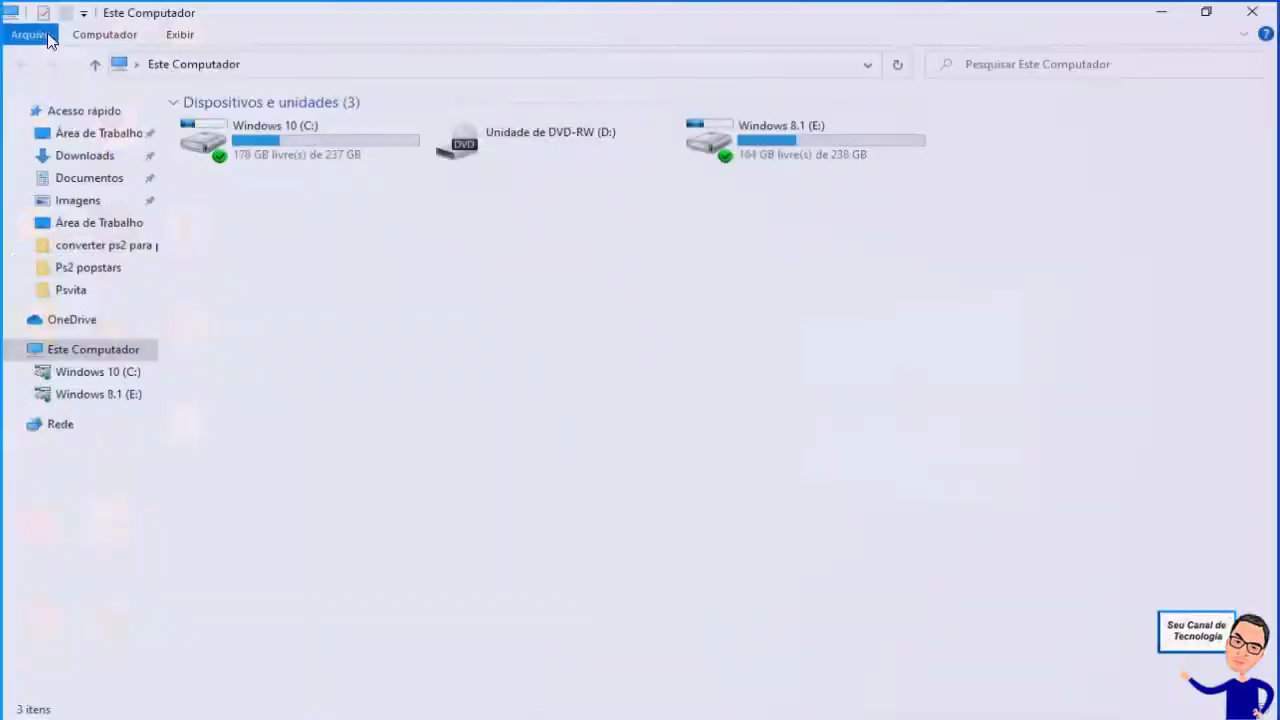 Este Computador
Arquivo
Computador
Exibir
Este Computador
Pesquisar Este Computador
Acesso rápido
Área de Trabalho
Downloads
Documentos
Imagens
Área de Trabalho
converter ps2 para p
Ps2 popstars
Psvita
OneDrive
Este Computador
Windows 10 (C:)
Windows 8.1 (E:)
Rede
Dispositivos e unidades (3)
Windows 10 (C:)
178 GB livre(s) de 237 GB
DVD
Unidade de DVD-RW (D:)
Windows 8.1 (E:)
164 GB livre(s) de 238 GB
Seu Canal de
Tecnologia
3 itens